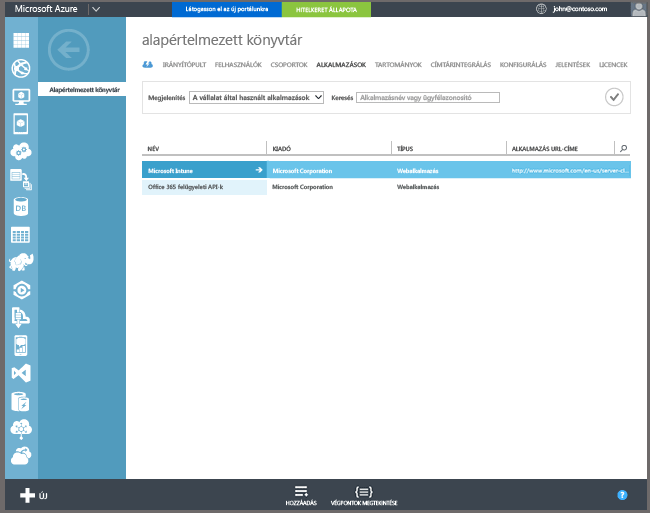 Microsoft Azure Látogasson el az új portálunkra HITELKERET ÁLLAPOTA john@contoso.com
alapértelmezett könyvtár
IRÁNYÍTÓPULT FELHASZNÁLÓK CSOPORTOK ALKALMAZÁSOK TARTOMÁNYOK CÍMTÁRINTEGRÁLÁS KONFIGURÁLÁS JELENTÉSEK LICENCEK
Alapértelmezett könyvtár
Megjelenítés A vállalat által használt alkalmazások Keresés Alkalmazásnév vagy ügyfélazonosító
NÉV KIADÓ TÍPUS ALKALMAZÁS URL-CÍME
Microsoft Intune Microsoft Corporation Webalkalmazás http://www.microsoft.com/en-us/server-cl...
Office 365 felügyeleti API-k Microsoft Corporation Webalkalmazás
DB
ÚJ HOZZÁADÁS VÉGPONTOK MEGTEKINTÉSE ?